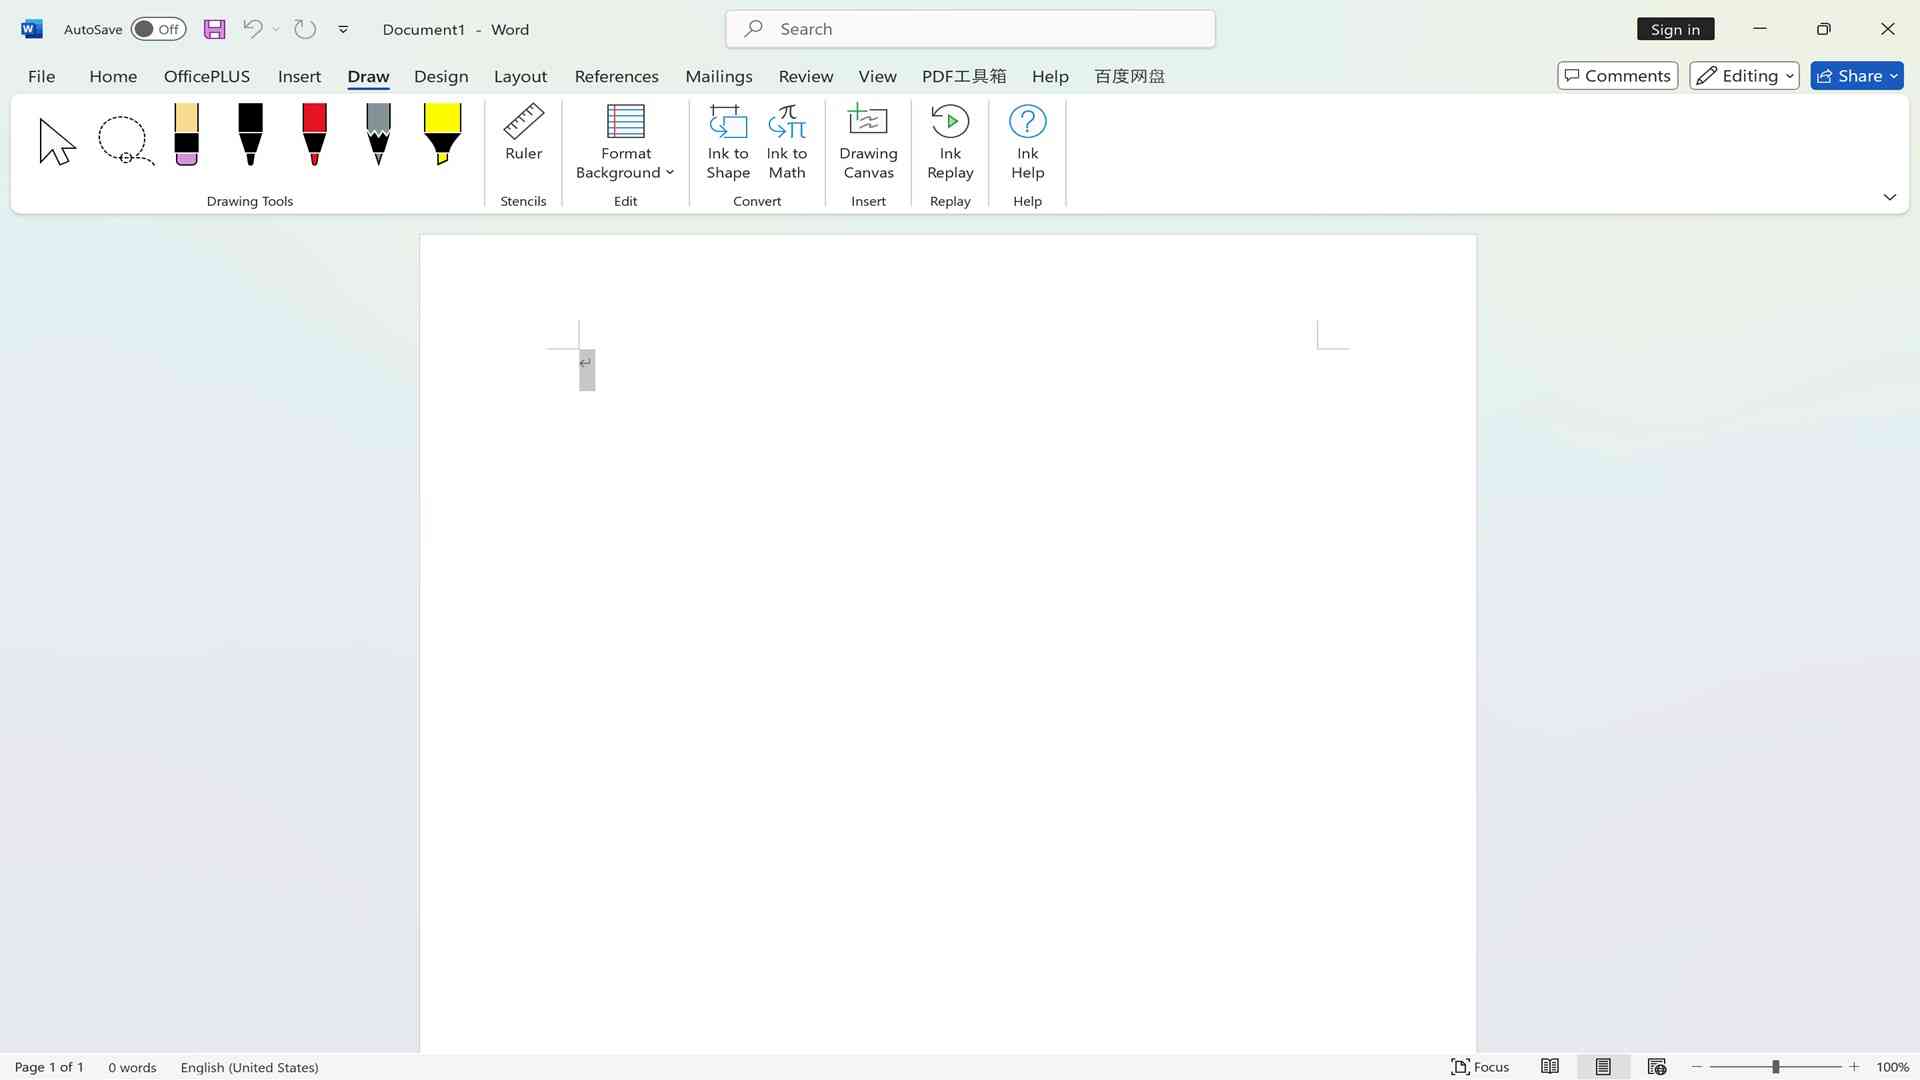 AutoSave Off Document1 - Word Search Sign in
File Home OfficePLUS Insert Draw Design Layout References Mailings Review View PDF工具箱 Help 百度网盘 Comments Editing Share
Ruler
Format Background
Ink to Shape
Ink to Math
Drawing Canvas
Ink Replay
Ink Help
Drawing Tools Stencils Edit Convert Insert Replay Help
Page 1 of 1 0 words English (United States) Focus 100%